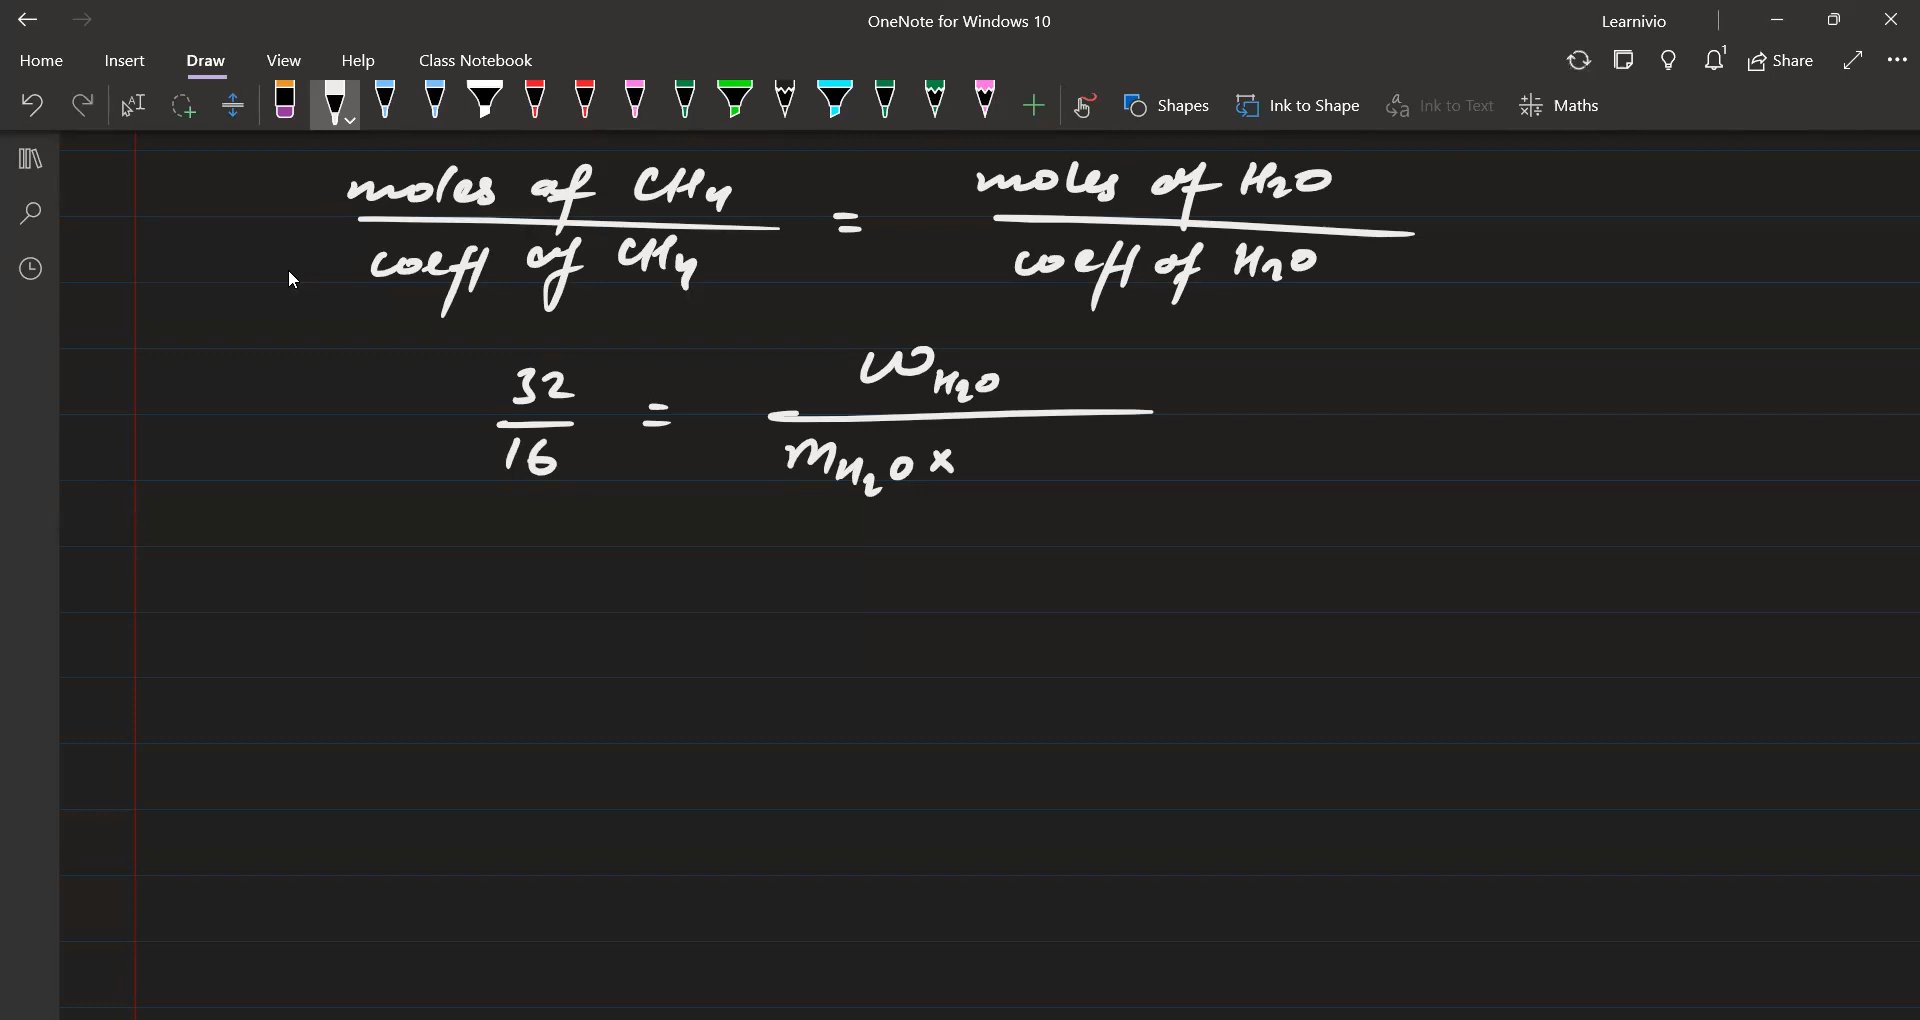 OneNote for Windows 10
Learnivio
Home Insert Draw View Help Class Notebook
1
Share
Shapes Ink to Shape Ink to Text Maths
moles of CH4 = moles of H2O
coeff of CH4 coeff of H2O
32 = WH2O
16 MH2O ×